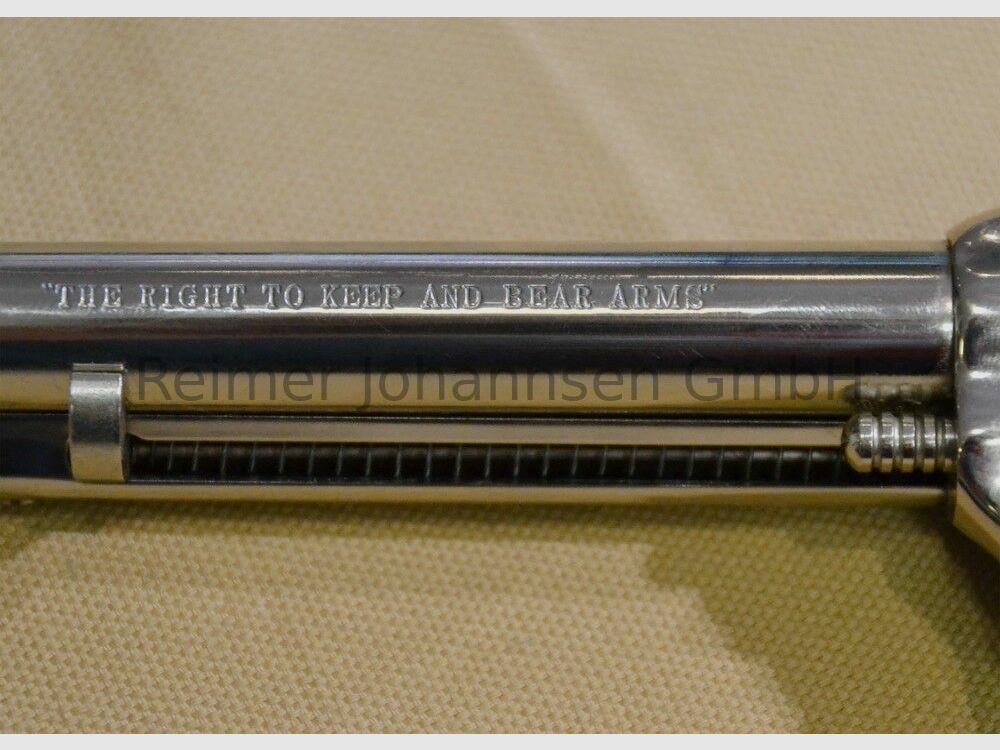 "THE RIGHT TO KEEP AND BEAR ARMS"
Reimer Johannsen GmbH